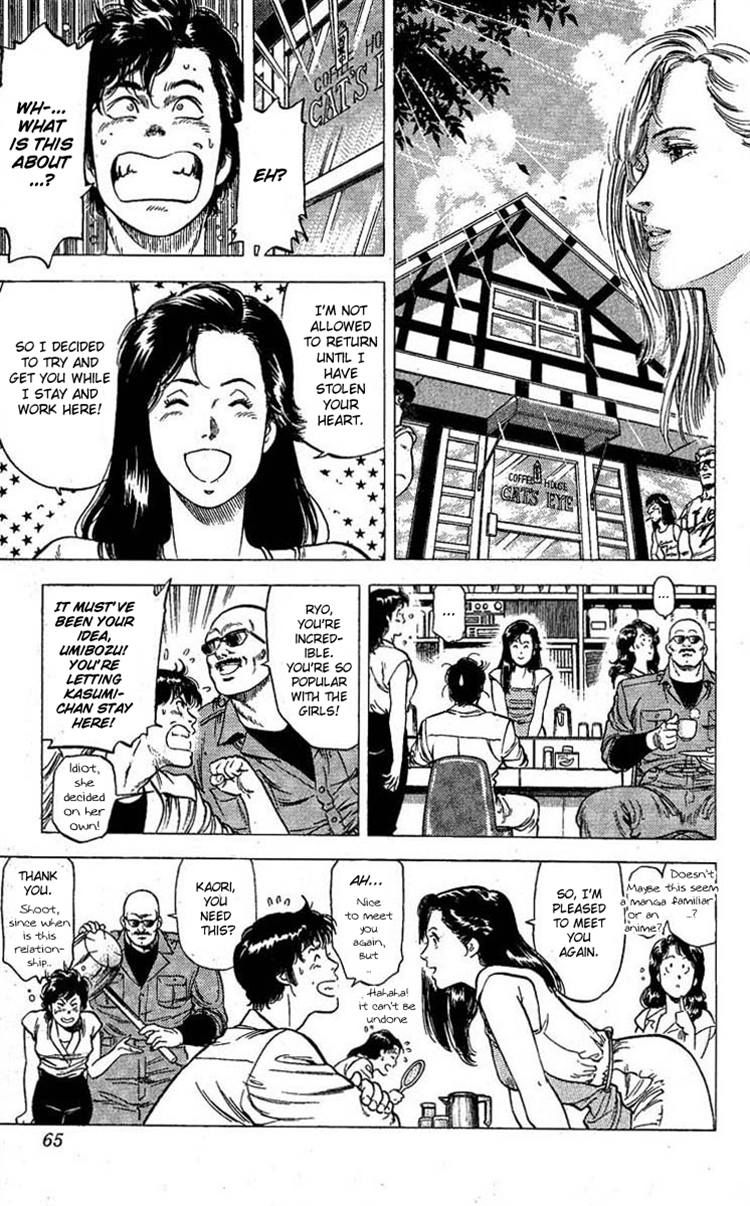 COFFEE HOUSE
CATS EYE
COFFEE HOUSE
CATS EYE
EH?
WH-...
WHAT
IS THIS
ABOUT
...?
I'M NOT
ALLOWED
TO RETURN
UNTIL I
HAVE
STOLEN
YOUR
HEART.
SO I DECIDED
TO TRY AND
GET YOU WHILE
I STAY AND
WORK HERE!
...
...
RYO,
YOU'RE
INCRED-
IBLE.
YOU'RE SO
POPULAR
WITH THE
GIRLS!
IT MUST'VE
BEEN YOUR
IDEA,
UMIBOZU!
YOU'RE
LETTING
KASUMI-
CHAN STAY
HERE!
Idiot,
she
decided
on her
own!
Doesn't
this seem
familiar
..?
Maybe
a manga
or an
anime?
SO, I'M
PLEASED
TO MEET
YOU
AGAIN.
AH...
Nice
to meet
you
again,
but
..
Hahaha!
it can't be
undone
KAORI,
YOU
NEED
THIS?
THANK
YOU.
Shoot,
since when
is this
relation-
ship..
65